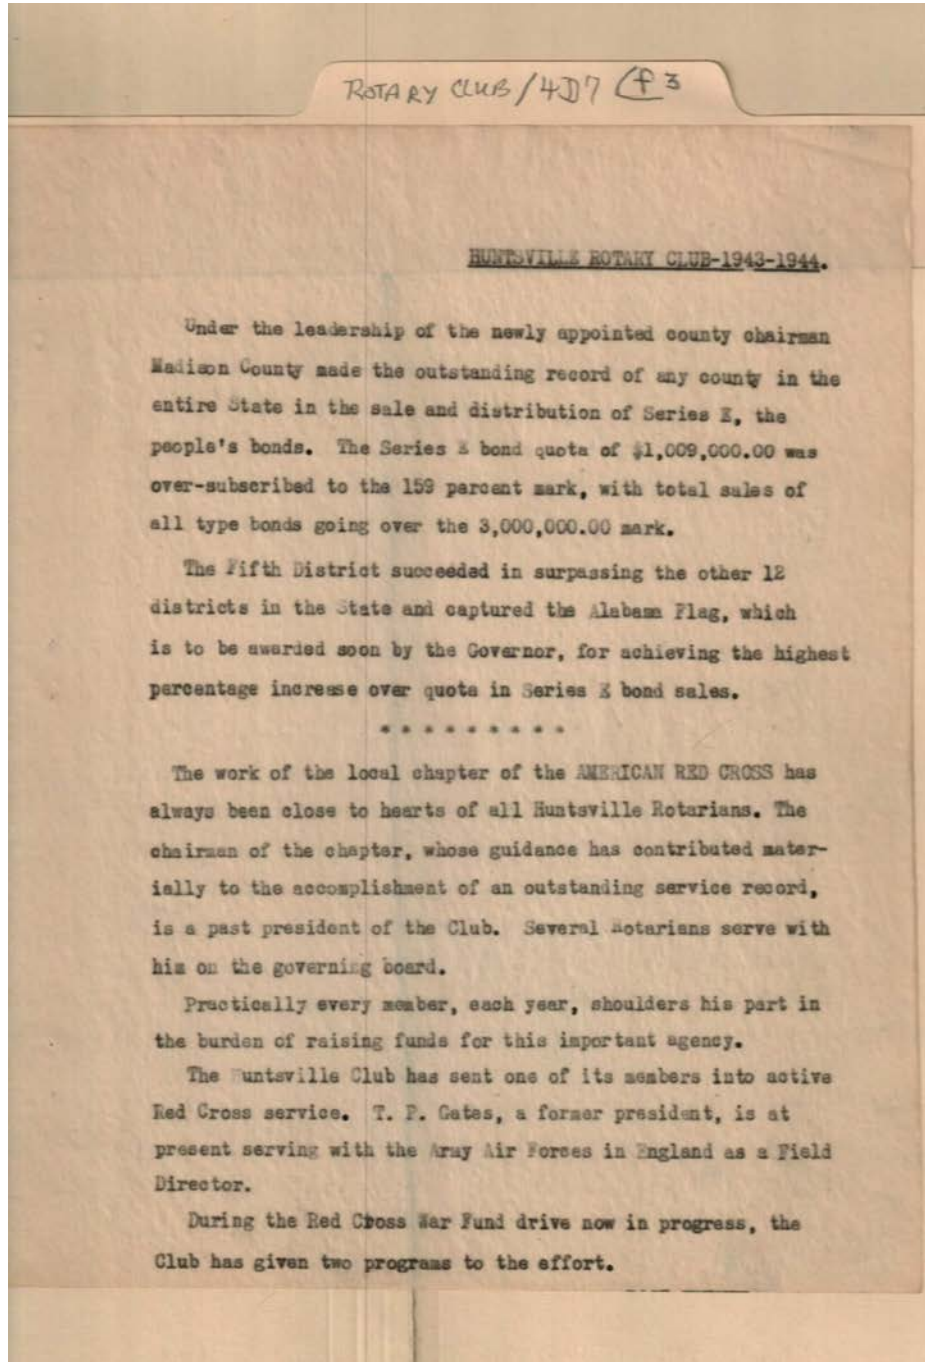 ROTARY CLUB/4D7 f3
HUNTSVILLE ROTARY CLUB-1943-1944.
Under the leadership of the newly appointed county chairman
Madison County made the outstanding record of any county in the
entire State in the sale and distribution of Series E, the
people's bonds. The Series E bond quota of $1,009,000.00 was
over-subscribed to the 159 percent mark, with total sales of
all type bonds going over the 3,000,000.00 mark.
The Fifth District succeeded in surpassing the other 12
districts in the State and captured the Alabama Flag, which
is to be awarded soon by the Governor, for achieving the highest
percentage increase over quota in Series E bond sales.
* * * * * * * * *
The work of the local chapter of the AMERICAN RED CROSS has
always been close to hearts of all Huntsville Rotarians. The
chairman of the chapter, whose guidance has contributed mater-
ially to the accomplishment of an outstanding service record,
is a past president of the Club. Several Rotarians serve with
him on the governing board.
Practically every member, each year, shoulders his part in
the burden of raising funds for this important agency.
The Huntsville Club has sent one of its members into active
Red Cross service. T. P. Gates, a former president, is at
present serving with the Army Air Forces in England as a Field
Director.
During the Red Cross War Fund drive now in progress, the
Club has given two programs to the effort.